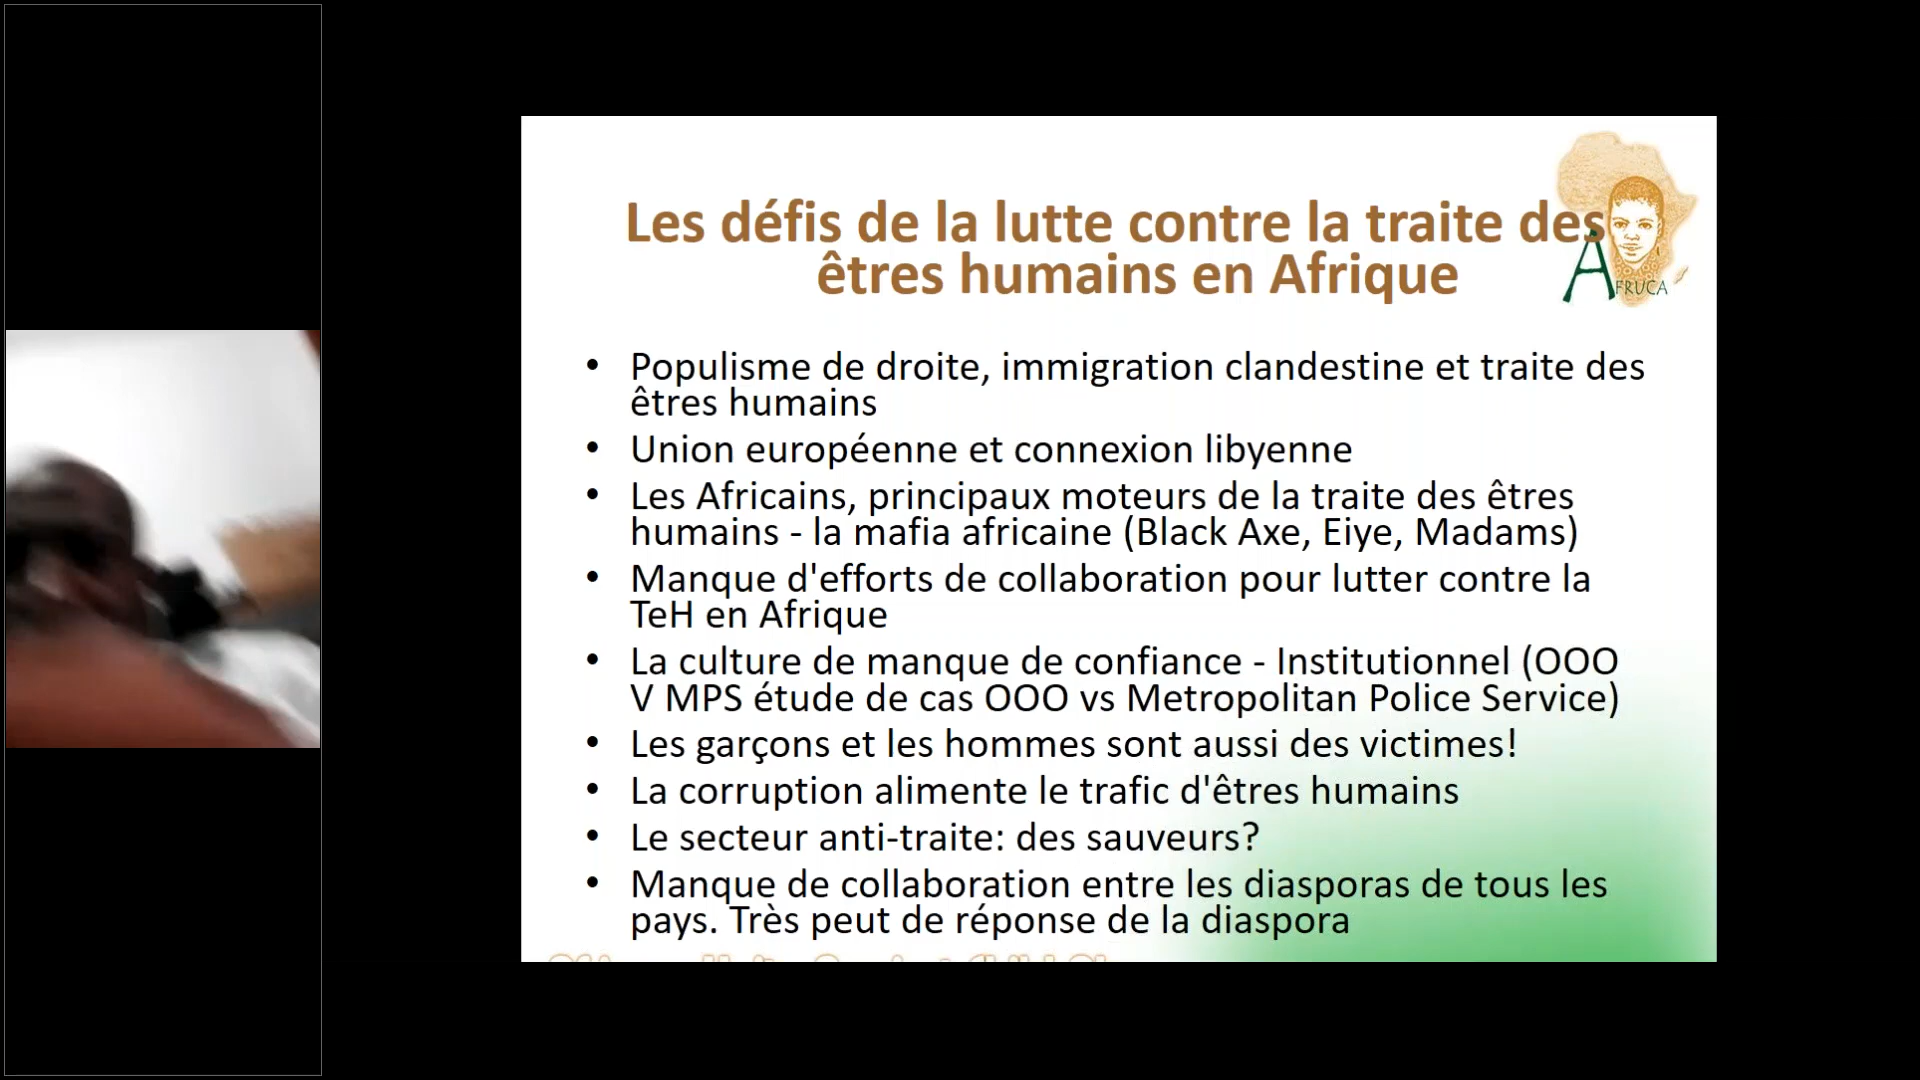 Les défis de la lutte contre la traite des
êtres humains en Afrique
AFRUCA
• Populisme de droite, immigration clandestine et traite des
êtres humains
• Union européenne et connexion libyenne
• Les Africains, principaux moteurs de la traite des êtres
humains - la mafia africaine (Black Axe, Eiye, Madams)
• Manque d'efforts de collaboration pour lutter contre la
TeH en Afrique
• La culture de manque de confiance - Institutionnel (OOO
V MPS étude de cas OOO vs Metropolitan Police Service)
• Les garçons et les hommes sont aussi des victimes!
• La corruption alimente le trafic d'êtres humains
• Le secteur anti-traite: des sauveurs?
• Manque de collaboration entre les diasporas de tous les
pays. Très peut de réponse de la diaspora